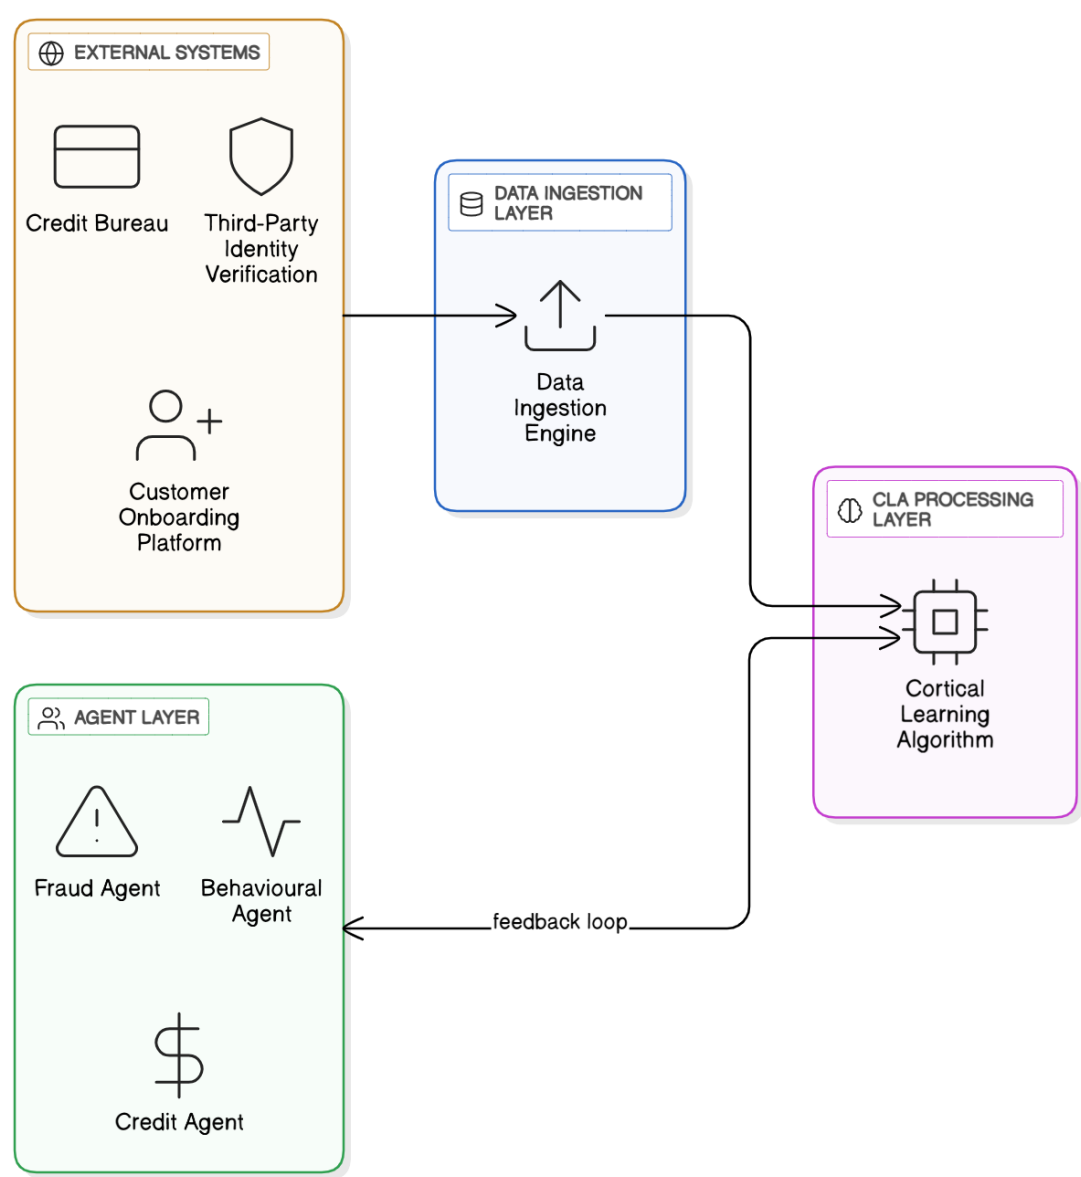 EXTERNAL SYSTEMS
Credit Bureau
Third-Party
Identity
Verification
Customer
Onboarding
Platform
DATA INGESTION
LAYER
Data
Ingestion
Engine
CLA PROCESSING
LAYER
Cortical
Learning
Algorithm
AGENT LAYER
Fraud Agent
Behavioural
Agent
Credit Agent
feedback loop